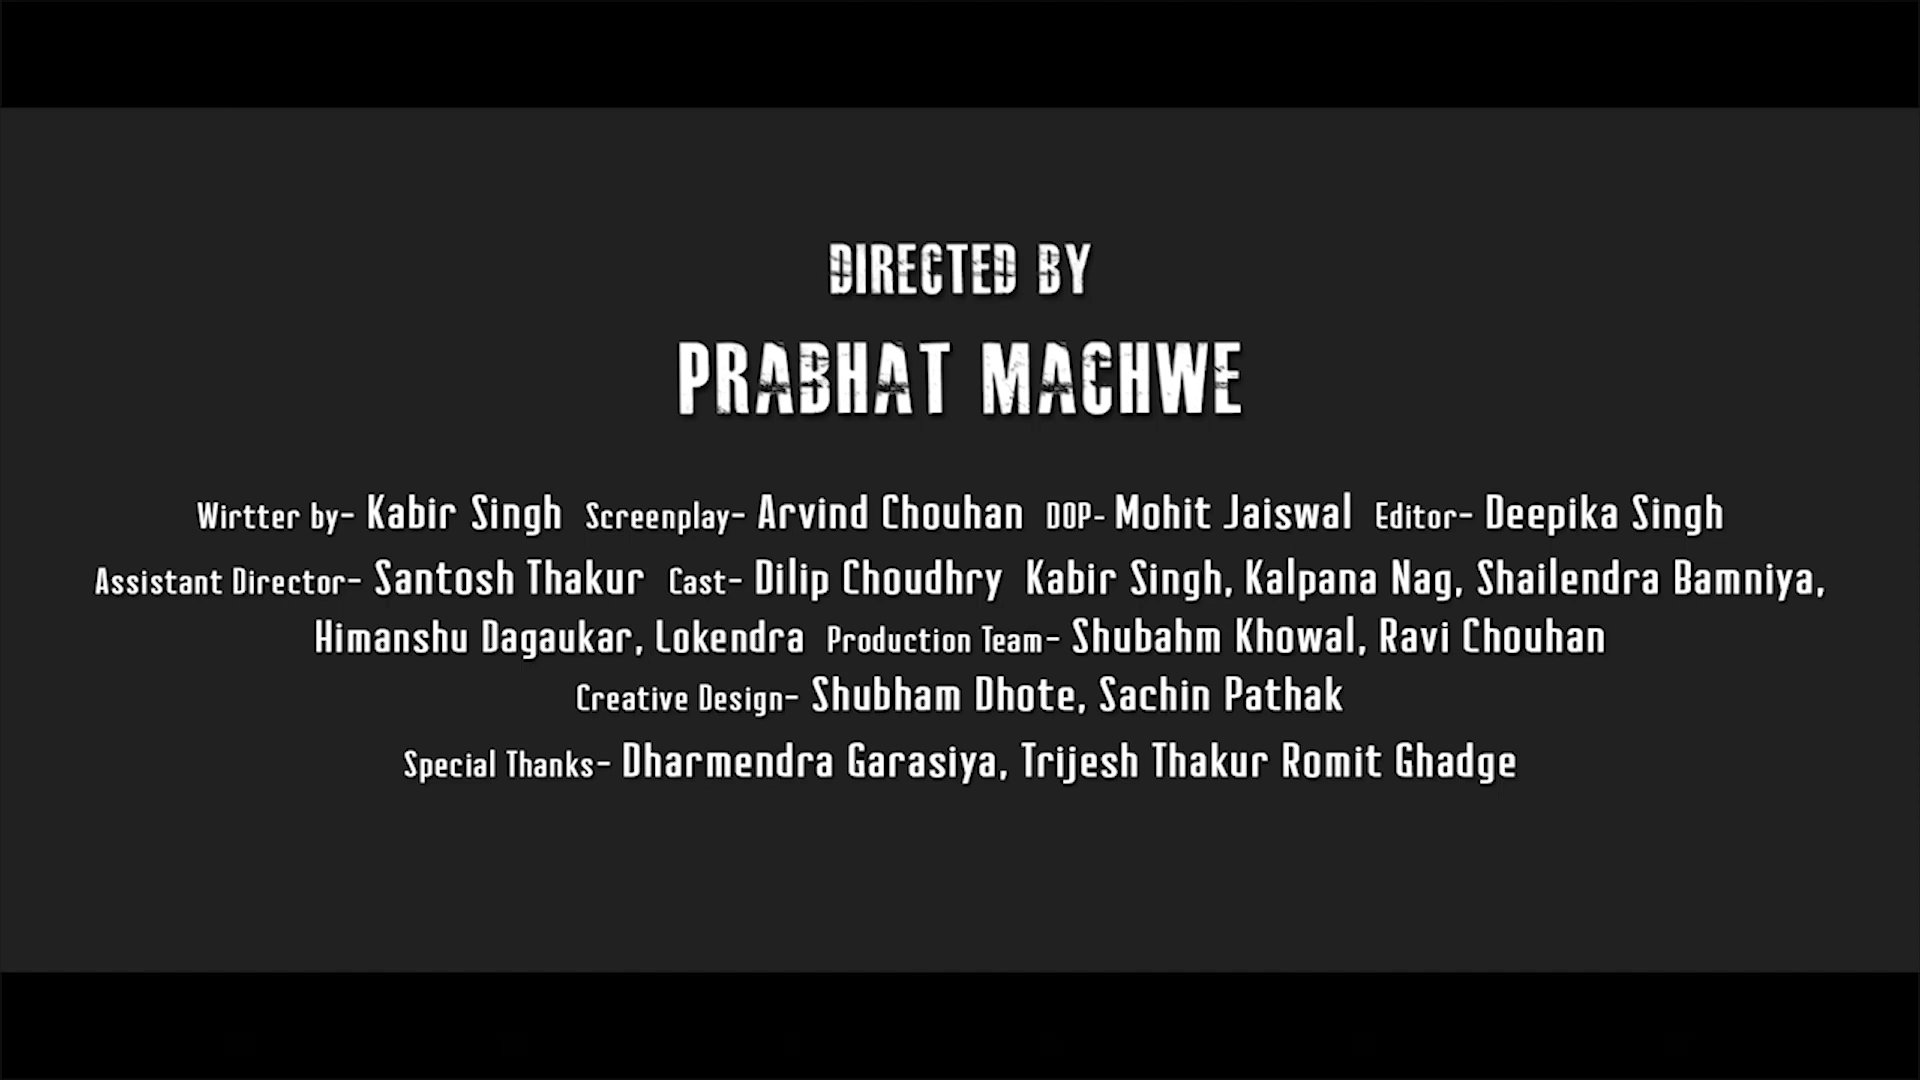 DIRECTED BY
PRABHAT MACHWE
Wirtter by- Kabir Singh Screenplay- Arvind Chouhan DOP- Mohit Jaiswal Editor- Deepika Singh
Assistant Director- Santosh Thakur Cast- Dilip Choudhry Kabir Singh, Kalpana Nag, Shailendra Bamniya,
Himanshu Dagaukar, Lokendra Production Team- Shubahm Khowal, Ravi Chouhan
Creative Design- Shubham Dhote, Sachin Pathak
Special Thanks- Dharmendra Garasiya, Trijesh Thakur Romit Ghadge